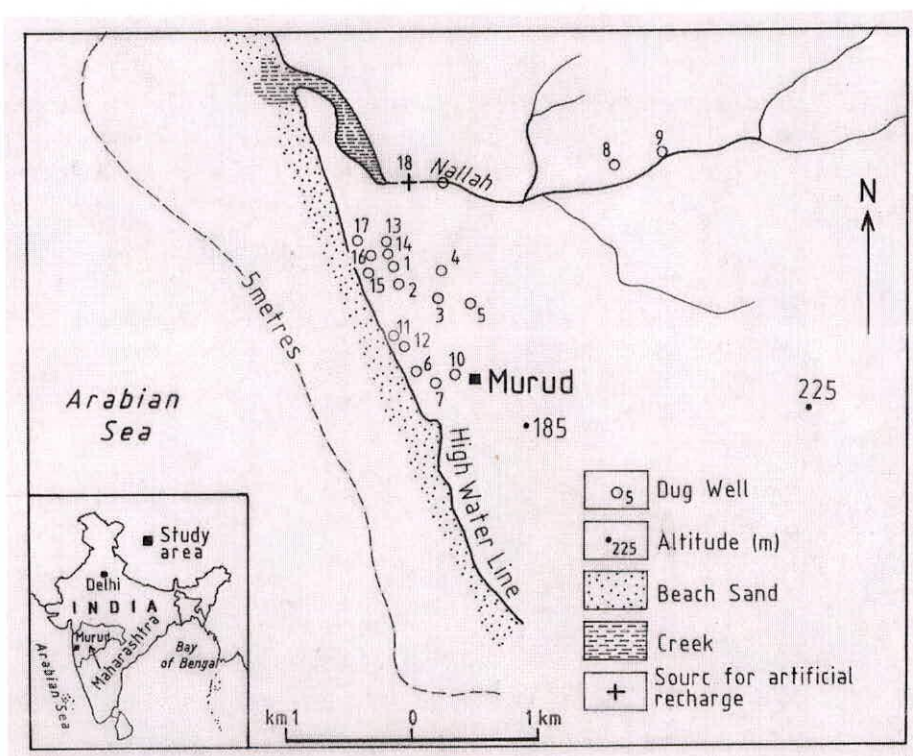 8
9
18
Nallah
N
17
13
14
16
1
4
15
2
3
5
5metres
11
12
6
10
7
Murud
225
Arabian
Sea
185
High Water Line
5
Dug Well
225
Altitude (m)
Beach Sand
Creek
Sourc for artificial
recharge
Study
area
Delhi
INDIA
Murud
Maharashtra
Bay
of Bengal
Arabian Sea
km 1
0
1 km